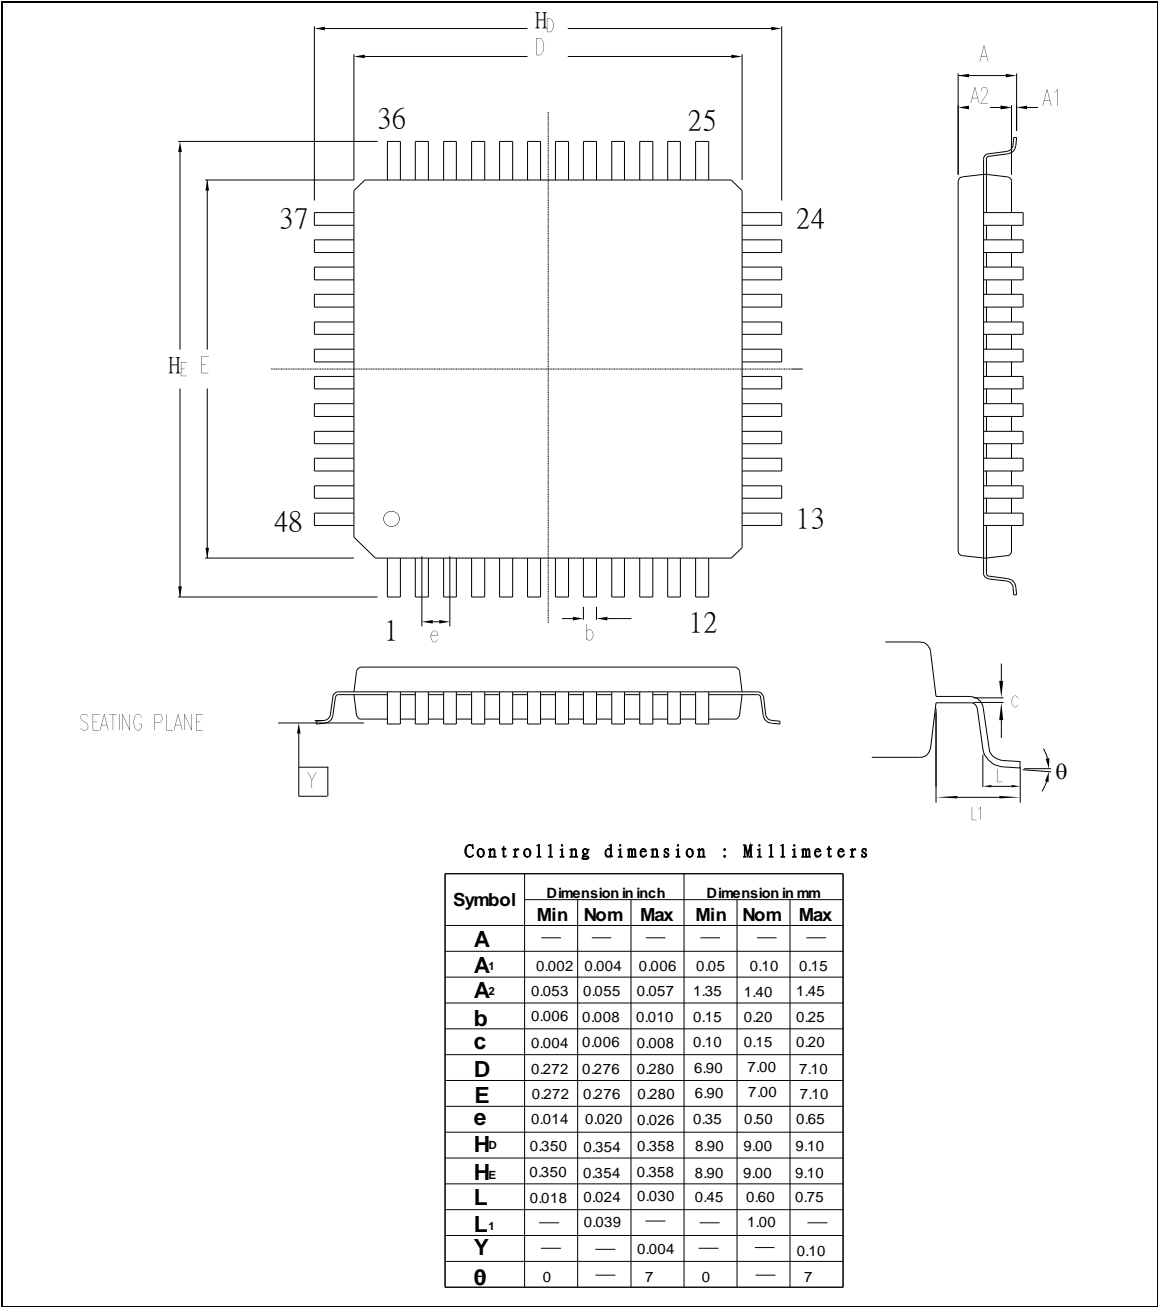 HD
D
A
A2 A1
36 25
37 24
HE E
48 13
1 e b 12
SEATING PLANE
Y
c
L θ
L1
Controlling dimension : Millimeters
Symbol Dimension in inch Dimension in mm
Min Nom Max Min Nom Max
A — — — — — —
A1 0.002 0.004 0.006 0.05 0.10 0.15
A2 0.053 0.055 0.057 1.35 1.40 1.45
b 0.006 0.008 0.010 0.15 0.20 0.25
c 0.004 0.006 0.008 0.10 0.15 0.20
D 0.272 0.276 0.280 6.90 7.00 7.10
E 0.272 0.276 0.280 6.90 7.00 7.10
e 0.014 0.020 0.026 0.35 0.50 0.65
HD 0.350 0.354 0.358 8.90 9.00 9.10
HE 0.350 0.354 0.358 8.90 9.00 9.10
L 0.018 0.024 0.030 0.45 0.60 0.75
L1 — 0.039 — — 1.00 —
Y — — 0.004 — — 0.10
θ 0 — 7 0 — 7